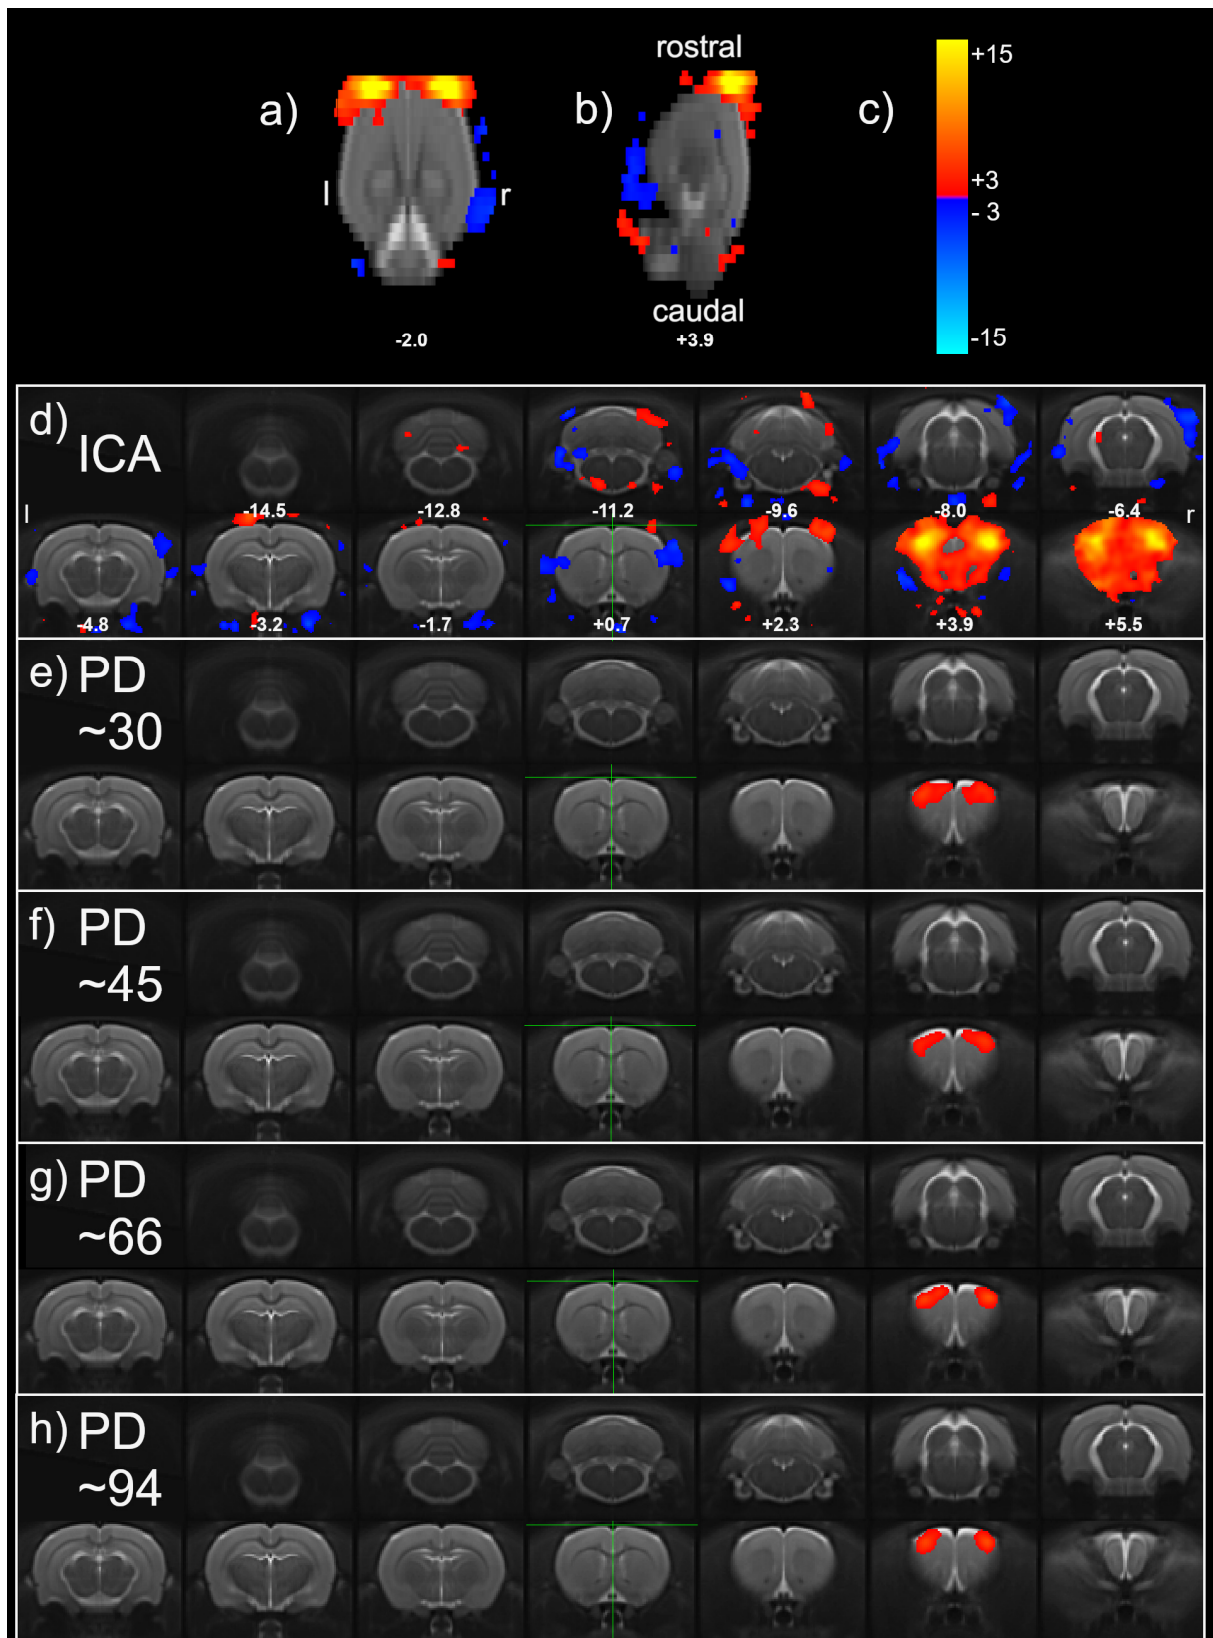 rostral
a)
b)
c)
+15
+3
- 3
-15
l
r
caudal
-2.0
+3.9
d)
ICA
-14.5
-12.8
-11.2
-9.6
-8.0
-6.4
l
r
-4.8
-3.2
-1.7
+0.7
+2.3
+3.9
+5.5
e) PD
~30
f) PD
~45
g) PD
~66
h) PD
~94